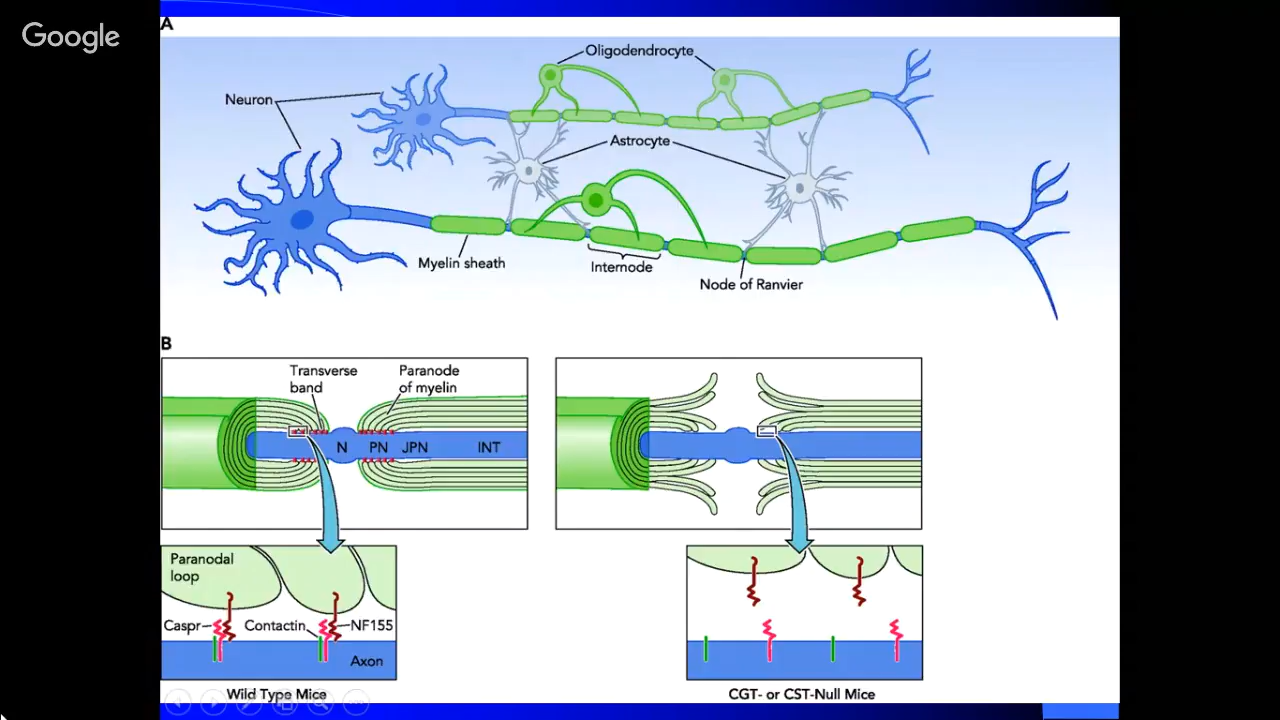 Google
A
Oligodendrocyte
Neuron
Astrocyte
Myelin sheath
Internode
Node of Ranvier
B
Transverse
band
Paranode
of myelin
N
PN
JPN
INT
Paranodal
loop
Caspr
Contactin
NF155
Axon
Wild Type Mice
CGT- or CST-Null Mice